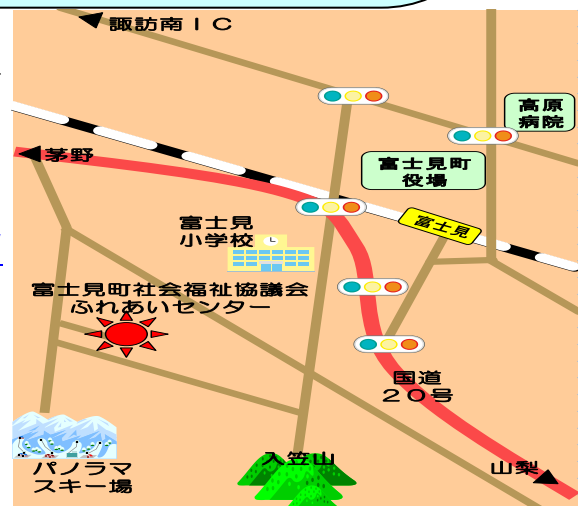 諏訪南IC
高原
病院
茅野
富士見町
役場
富士見
富士見
小学校
富士見町社会福祉協議会
ふれあいセンター
国道
20号
入笠山
パノラマ
スキー場
山梨